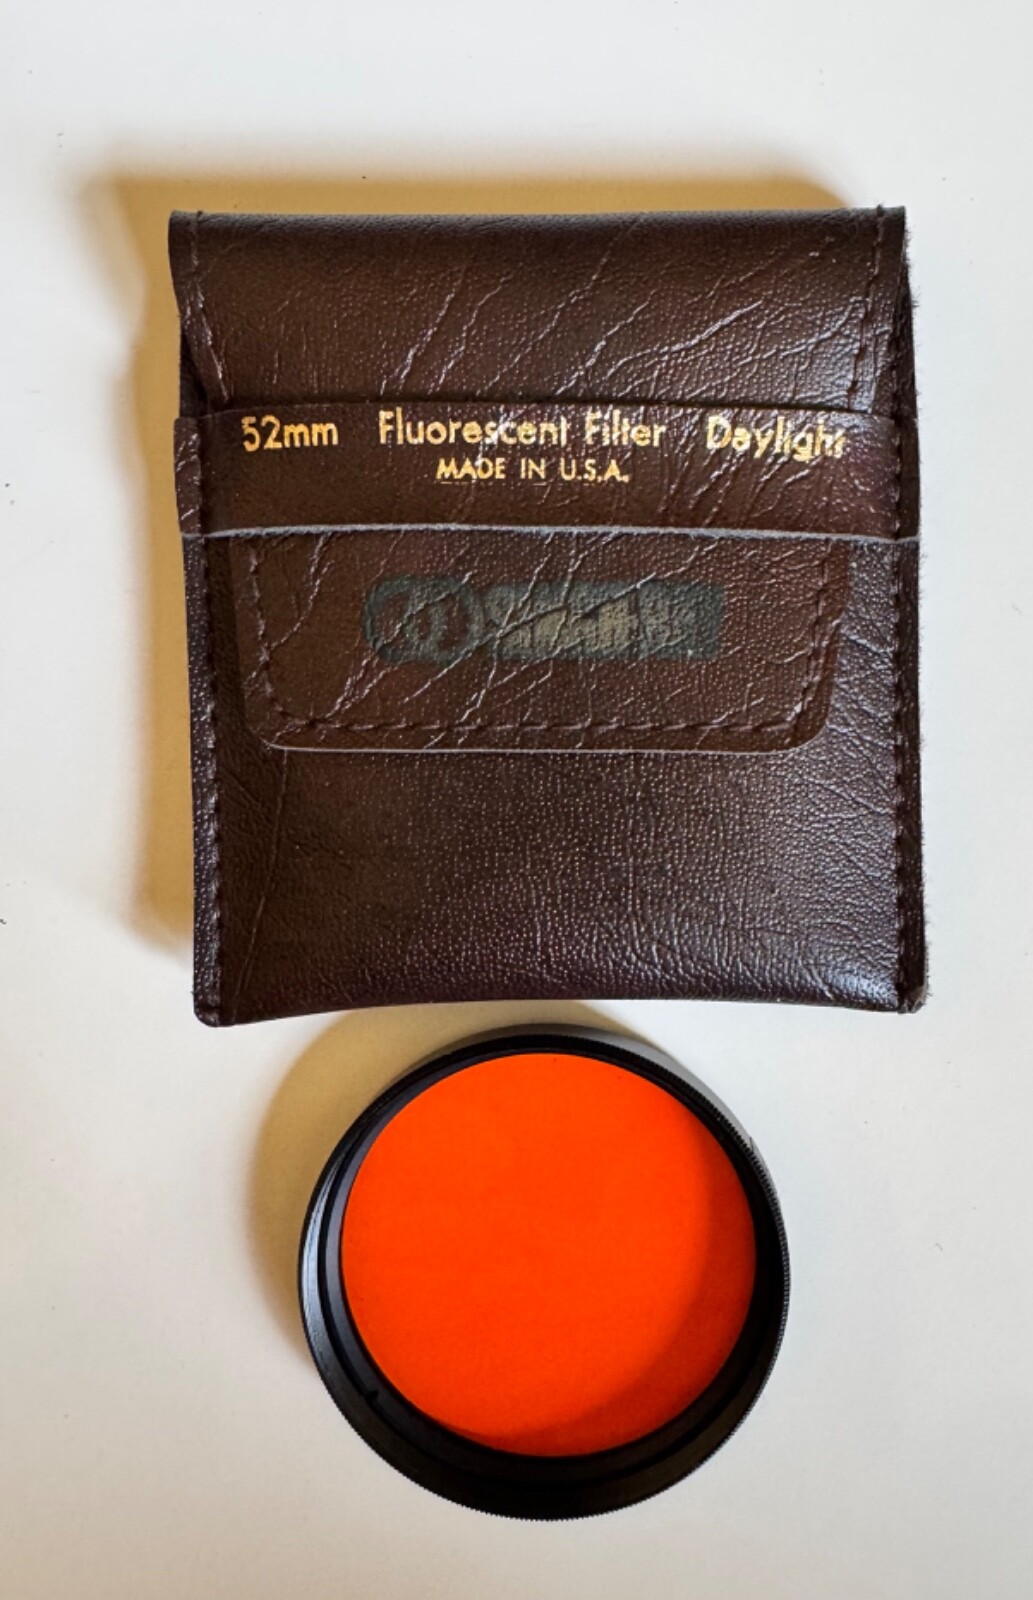 52mm Fluorescent Filter Daylight
MADE IN U.S.A.